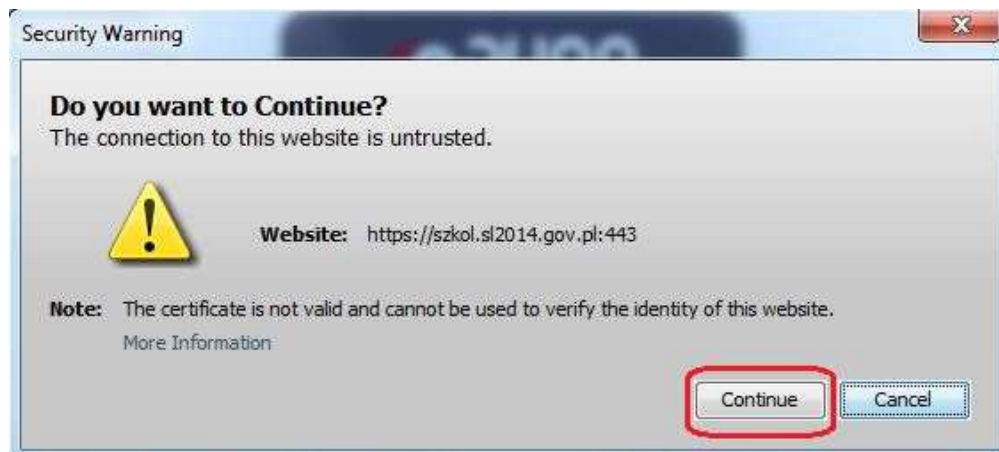 Security Warning
Do you want to Continue?
The connection to this website is untrusted.
Website: https://szkol.sl2014.gov.pl:443
Note: The certificate is not valid and cannot be used to verify the identity of this website.
More Information
Continue Cancel